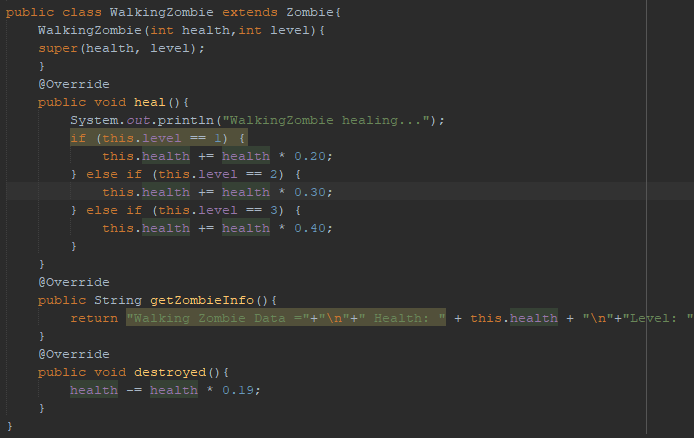 public class WalkingZombie extends Zombie{
    WalkingZombie(int health,int level){
    super(health, level);
    }
    @Override
    public void heal(){
        System.out.println("WalkingZombie healing...");
        if (this.level == 1) {
            this.health += health * 0.20;
        } else if (this.level == 2) {
            this.health += health * 0.30;
        } else if (this.level == 3) {
            this.health += health * 0.40;
        }
    }
    @Override
    public String getZombieInfo(){
        return "Walking Zombie Data ="+"\n"+" Health: " + this.health + "\n"+"Level: "
    }
    @Override
    public void destroyed(){
        health -= health * 0.19;
    }
}